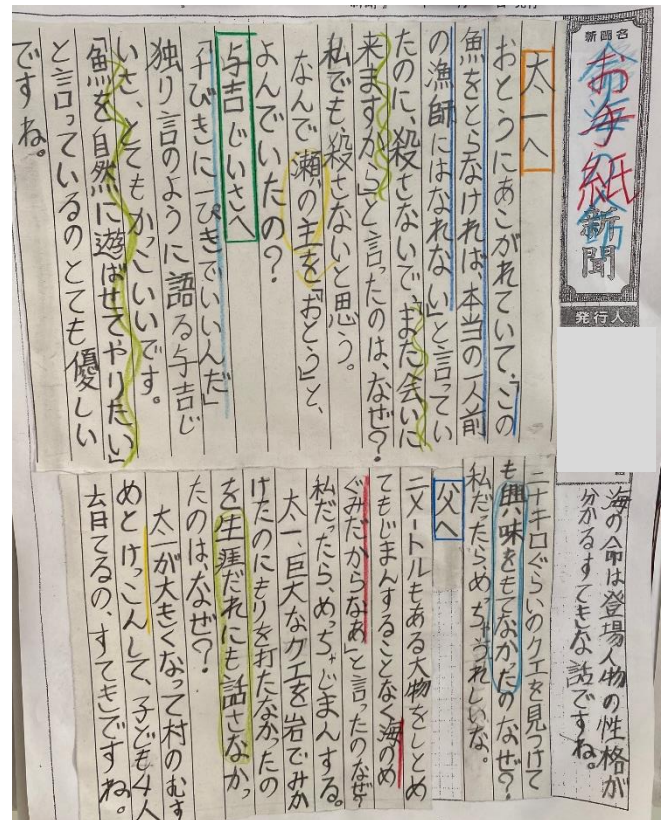 新聞名
お海手の紙命新聞
発行人
太一へ
おとうにあこがれていて、「この
魚をとらなければ、本当の一人前
の漁師にはなれない」と言ってい
たのに、殺さないで、「また会いに
来ますから」と言ったのは、なぜ？
私でも殺さないと思う。
なんで瀬の主を「おとう」と、
よんでいたの？
与吉じいさへ
「千びきに一ぴきでいいんだ」
独り言のように語る与吉じ
いさ、とてもかっこいいです。
「魚を自然に遊ばせてやりたい」
と言っているのとても優しい
ですね。
海の命は登場人物の性格が
分かるすてきな話ですね。
二十キロぐらいのクエを見つけて
も興味をもてなかったのなぜ？
私だったらめちゃうれしいな。
父へ
二メートルもある大物をしとめ
てもじまんすることなく「海のめ
ぐみだからなあ」と言ったのなぜ？
私だったら、めっちゃじまんする。
太一、巨大なクエを岩でみか
けたのにもりを打たなかったの
を生涯だれにも話さなかっ
たのは、なぜ？
太一が大きくなって村のむす
めとけっこんして、子ども4人
育てるの、すてきですね。